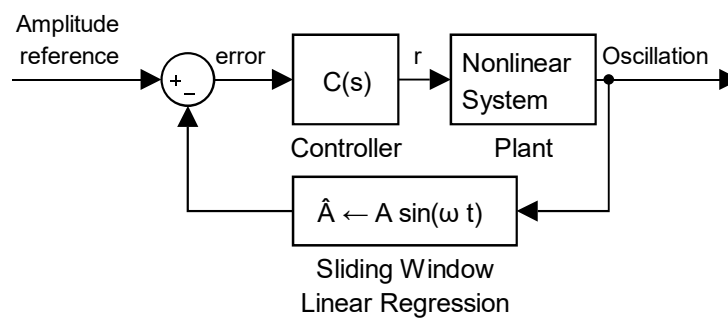 Amplitude
reference
error
r
Oscillation
+
−
C(s)
Nonlinear
System
Controller
Plant
Â ← A sin(ω t)
Sliding Window
Linear Regression